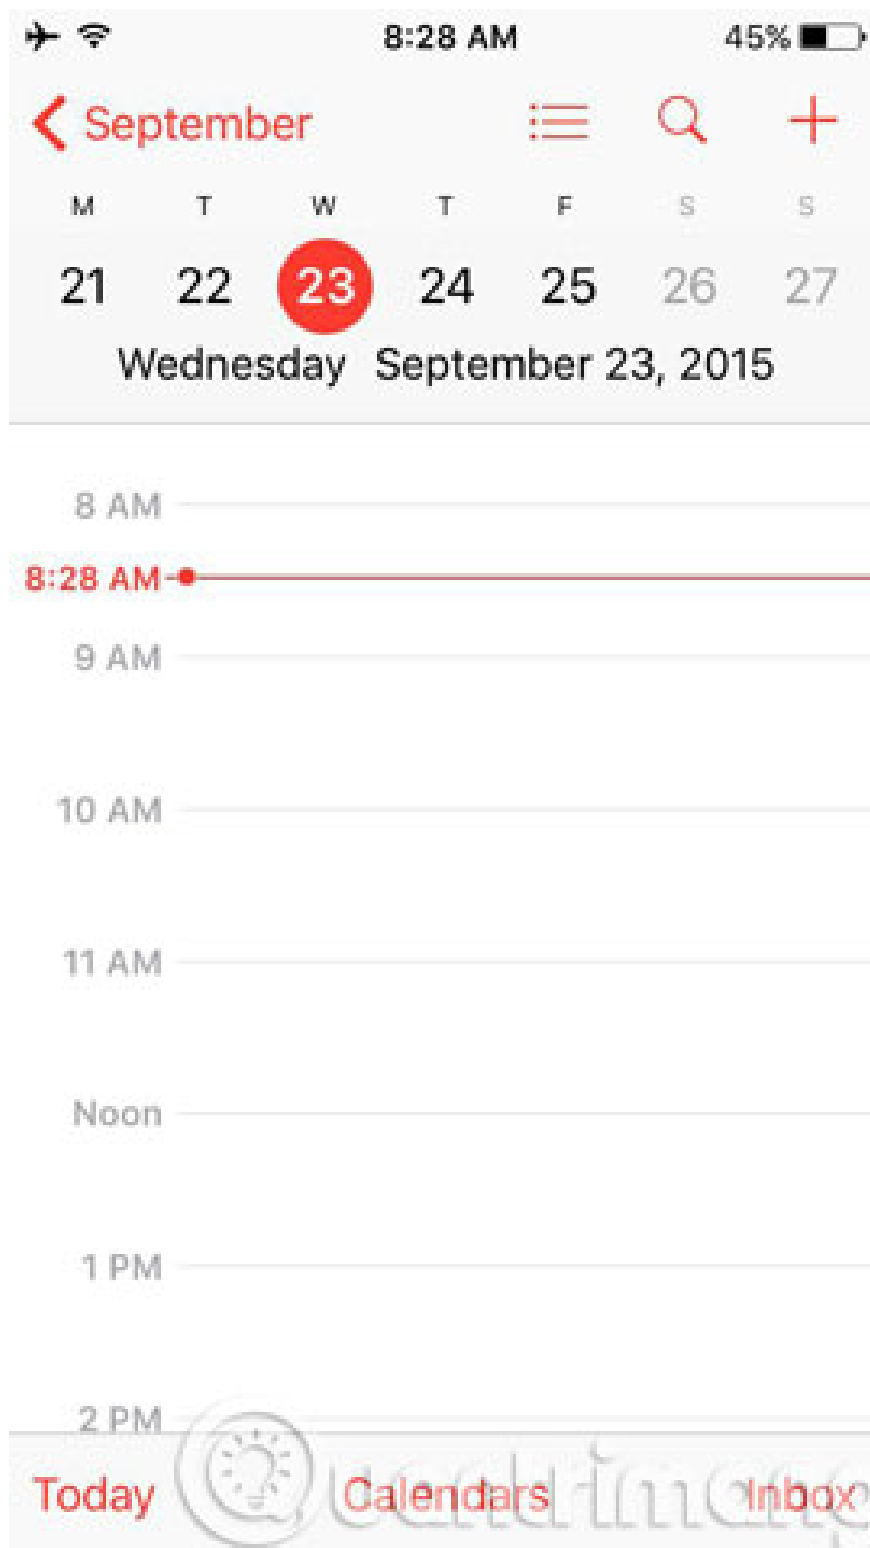 8:28 AM 45%
September
M T W T F S S
21 22 23 24 25 26 27
Wednesday September 23, 2015
8 AM
8:28 AM
9 AM
10 AM
11 AM
Noon
1 PM
2 PM
Today Calendars Inbox